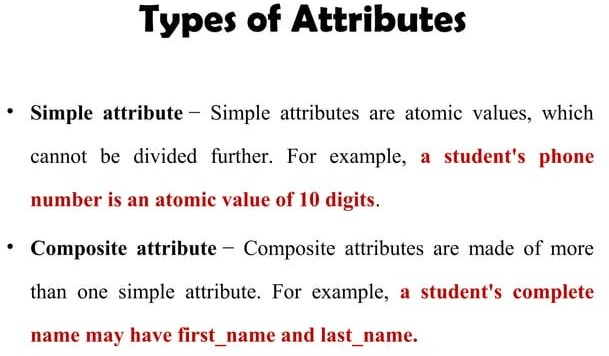 Types of Attributes
• Simple attribute – Simple attributes are atomic values, which
cannot be divided further. For example, a student's phone
number is an atomic value of 10 digits.
• Composite attribute – Composite attributes are made of more
than one simple attribute. For example, a student's complete
name may have first_name and last_name.